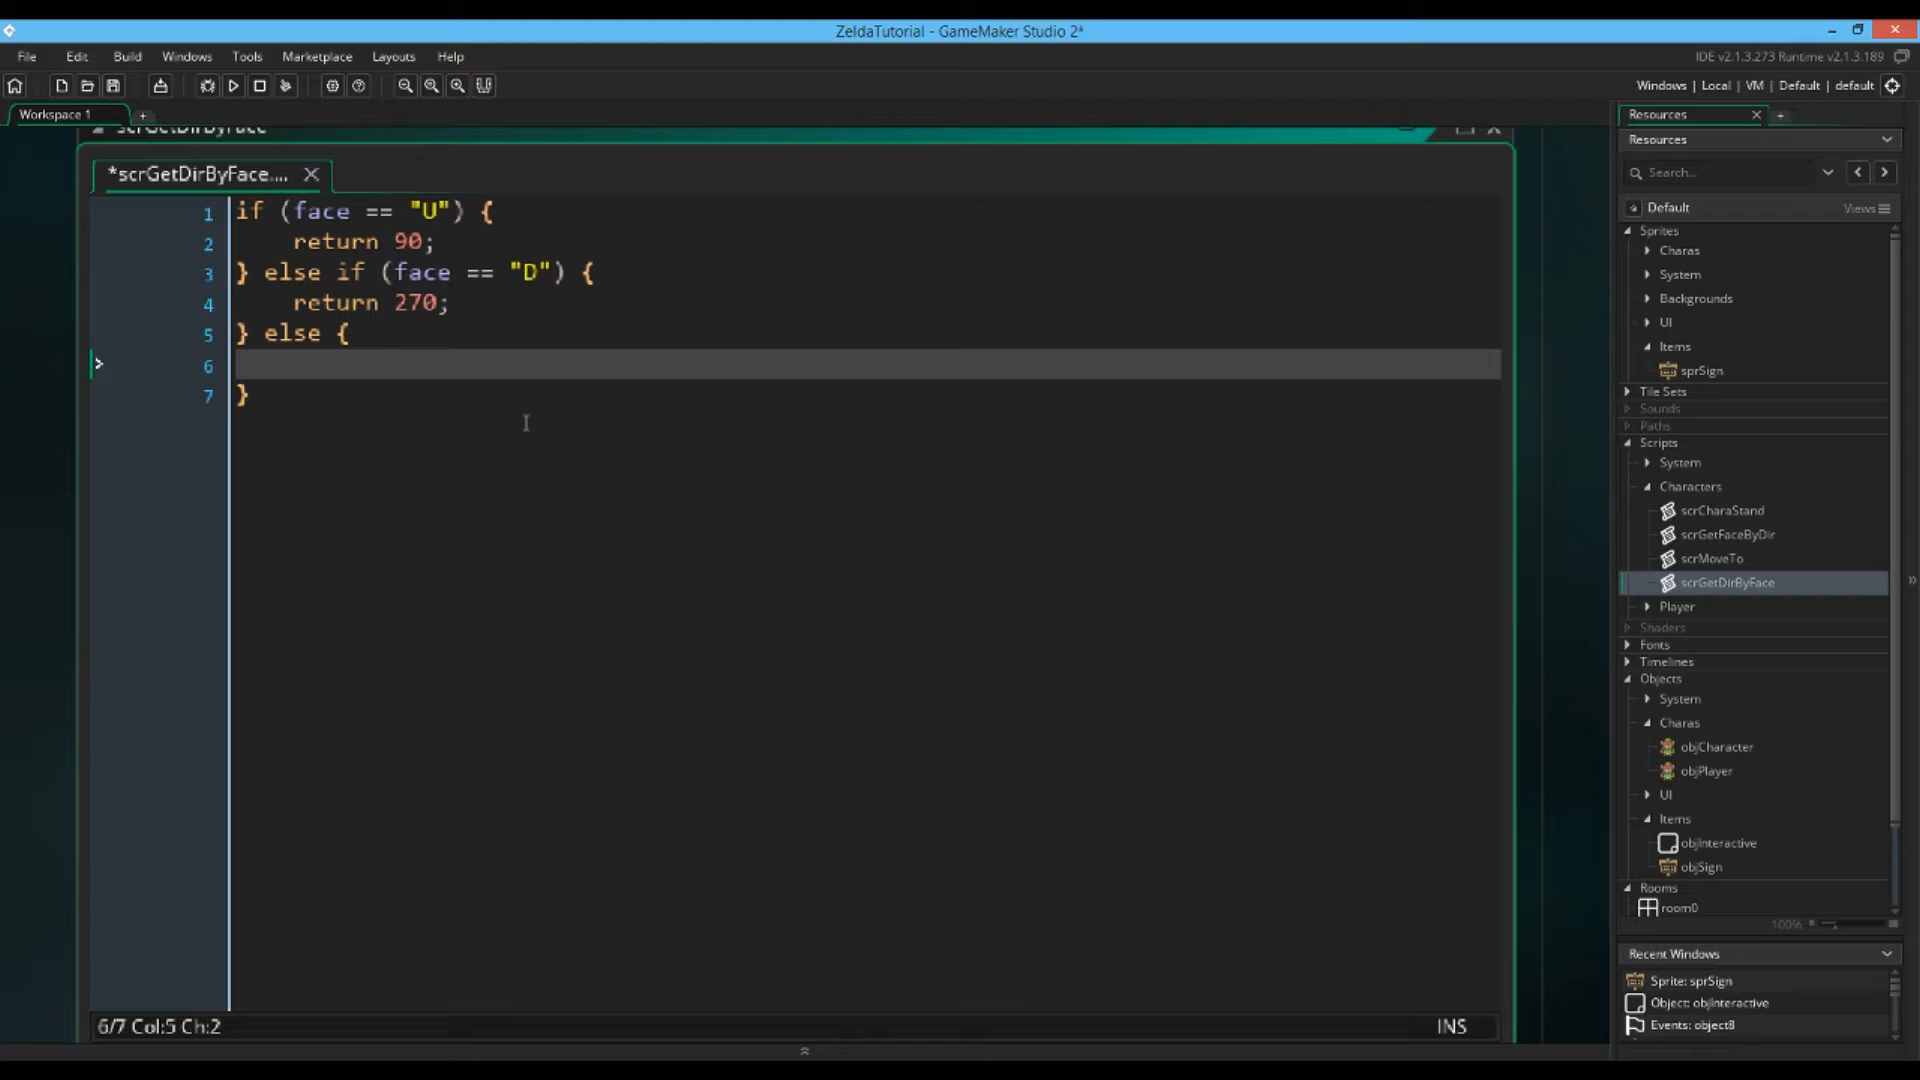 ZeldaTutorial - GameMaker Studio 2*
File Edit Build Windows Tools Marketplace Layouts Help
IDE v2.1.3.273 Runtime v2.1.3.189
Windows | Local | VM | Default | default
Workspace 1
+
scrGetDirByFace
*scrGetDirByFace....
1 if (face == "U") {
2 return 90;
3 } else if (face == "D") {
4 return 270;
5 } else {
6
7 }
6/7 Col:5 Ch:2
INS
Resources
+
Resources
Search...
Default
Views
Sprites
Charas
System
Backgrounds
UI
Items
sprSign
Tile Sets
Sounds
Paths
Scripts
System
Characters
scrCharaStand
scrGetFaceByDir
scrMoveTo
scrGetDirByFace
Player
Shaders
Fonts
Timelines
Objects
System
Charas
objCharacter
objPlayer
UI
Items
objInteractive
objSign
Rooms
room0
100%
Recent Windows
Sprite: sprSign
Object: objInteractive
Events: object8